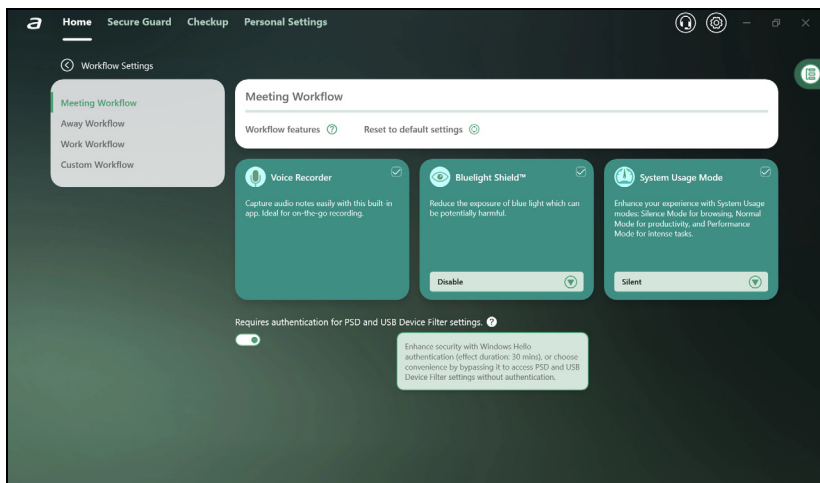 a Home Secure Guard Checkup Personal Settings
Workflow Settings
Meeting Workflow
Away Workflow
Work Workflow
Custom Workflow
Meeting Workflow
Workflow features ? Reset to default settings
Voice Recorder
Capture audio notes easily with this built-in
app. Ideal for on-the-go recording.
Bluelight Shield™
Reduce the exposure of blue light which can
be potentially harmful.
Disable
System Usage Mode
Enhance your experience with System Usage
modes: Silence Mode for browsing, Normal
Mode for productivity, and Performance
Mode for intense tasks.
Silent
Requires authentication for PSD and USB Device Filter settings. ?
Enhance security with Windows Hello
authentication (effect duration: 30 mins), or choose
convenience by bypassing it to access PSD and USB
Device Filter settings without authentication.